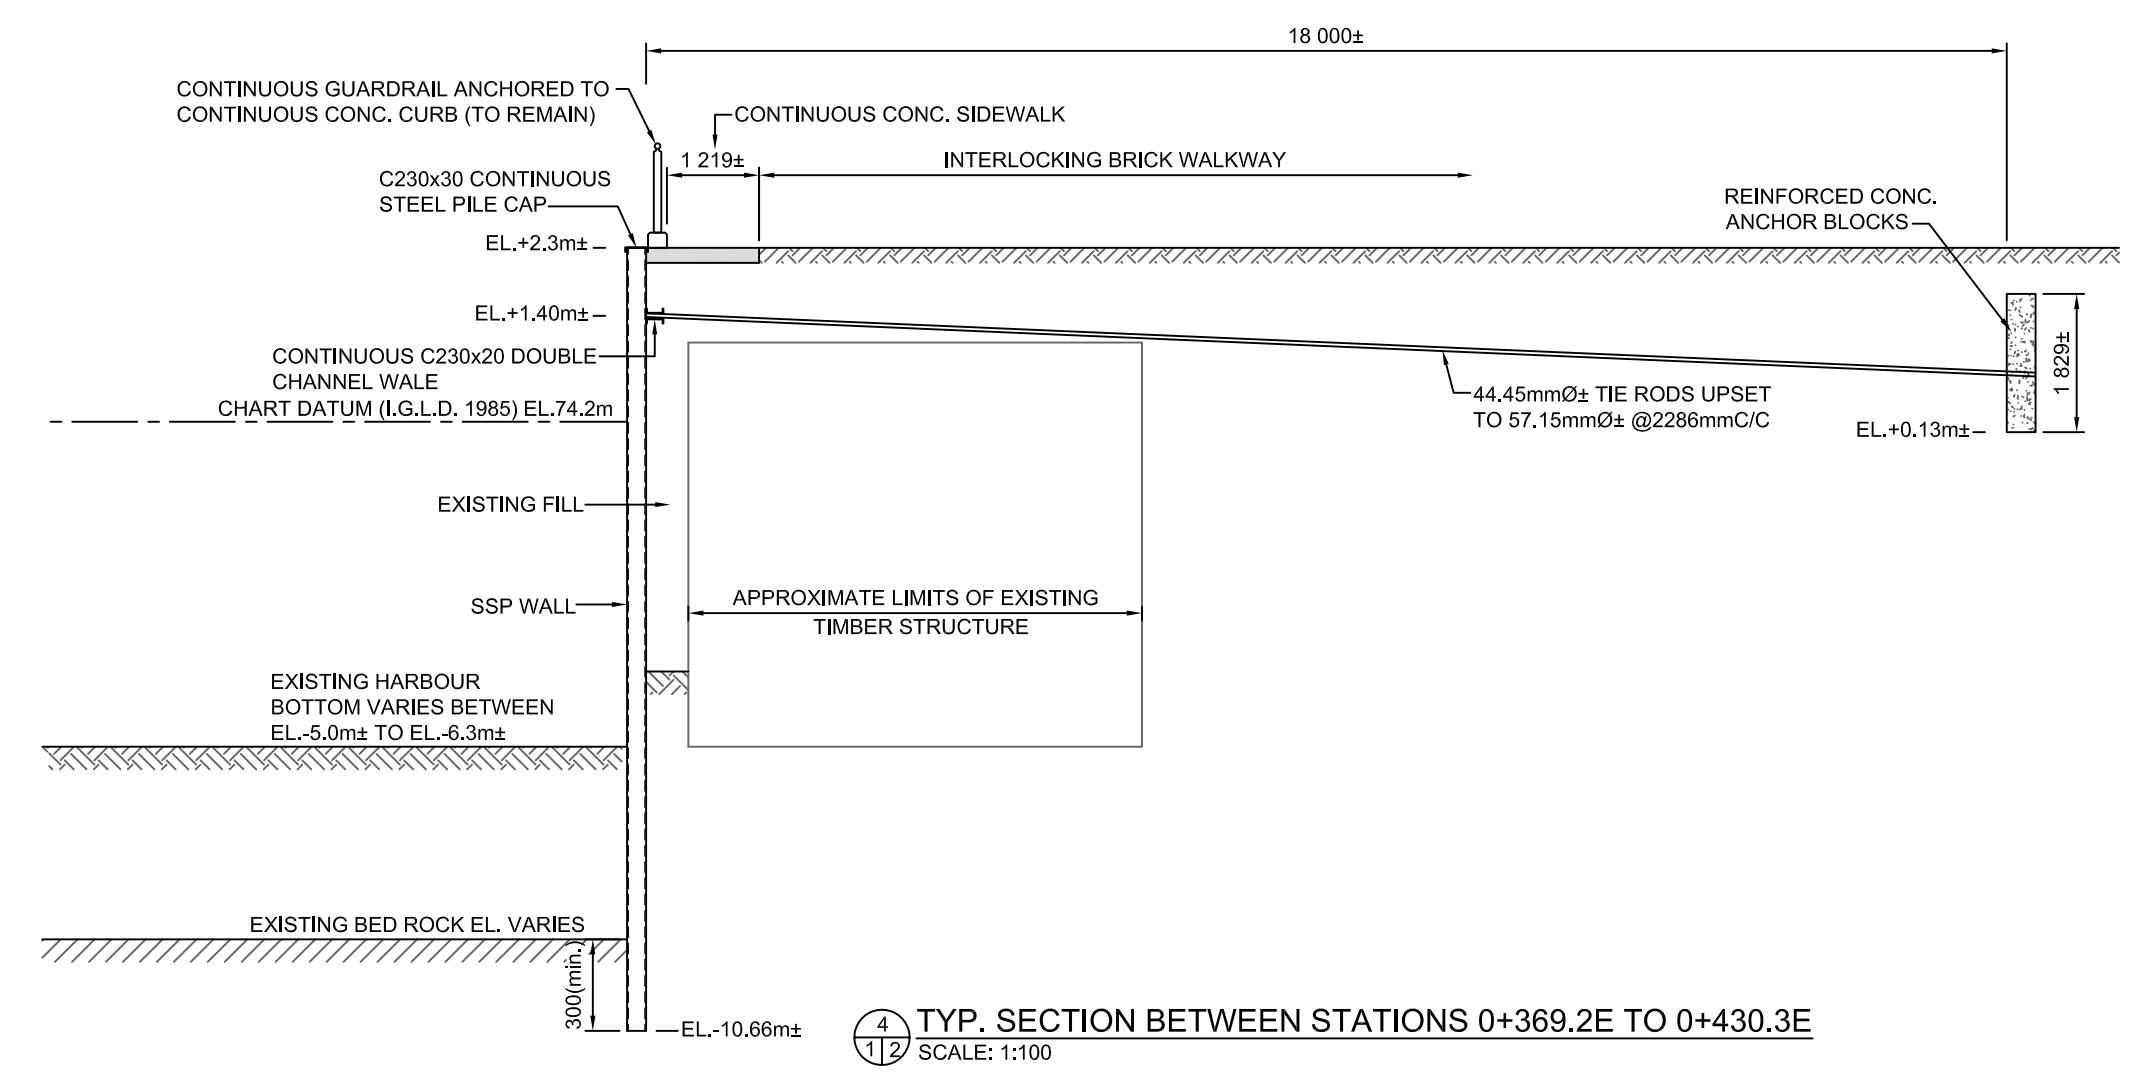 18 000±
CONTINUOUS GUARDRAIL ANCHORED TO
CONTINUOUS CONC. CURB (TO REMAIN)
CONTINUOUS CONC. SIDEWALK
1 219±
INTERLOCKING BRICK WALKWAY
C230x30 CONTINUOUS
STEEL PILE CAP
REINFORCED CONC.
ANCHOR BLOCKS
EL.+2.3m±
EL.+1.40m±
CONTINUOUS C230x20 DOUBLE
CHANNEL WALE
1 829±
44.45mmØ± TIE RODS UPSET
TO 57.15mmØ± @2286mmC/C
CHART DATUM (I.G.L.D. 1985) EL.74.2m
EL.+0.13m±
EXISTING FILL
SSP WALL
APPROXIMATE LIMITS OF EXISTING
TIMBER STRUCTURE
EXISTING HARBOUR
BOTTOM VARIES BETWEEN
EL.-5.0m± TO EL.-6.3m±
EXISTING BED ROCK EL. VARIES
300(min.)
EL.-10.66m±
4
1 2
TYP. SECTION BETWEEN STATIONS 0+369.2E TO 0+430.3E
SCALE: 1:100